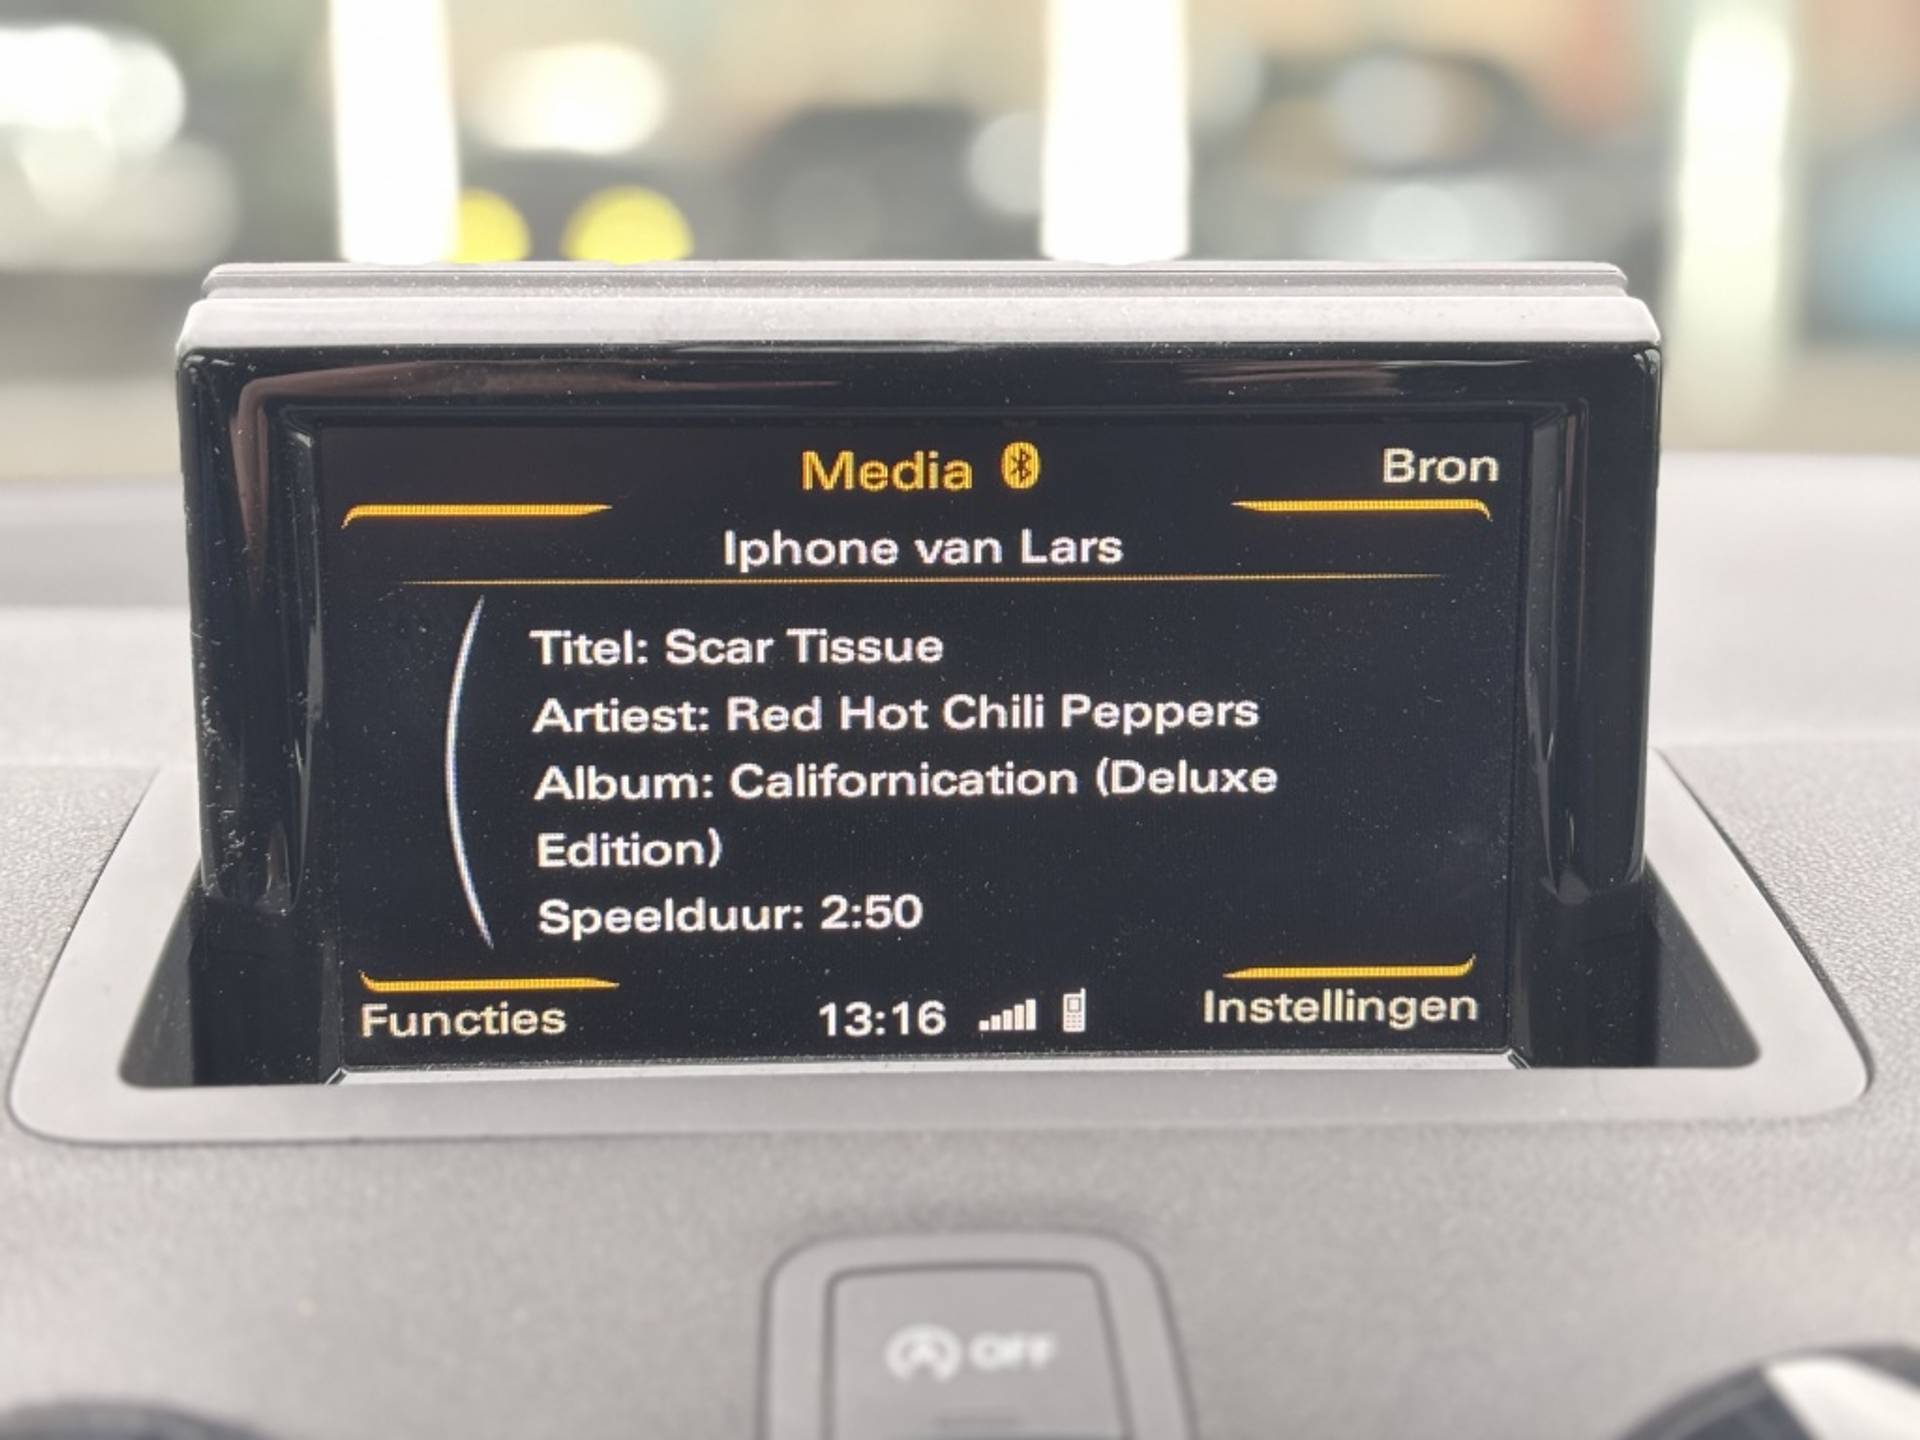 Media
Bron
Iphone van Lars
Titel: Scar Tissue
Artiest: Red Hot Chili Peppers
Album: Californication (Deluxe
Edition)
Speelduur: 2:50
Functies
13:16
Instellingen
OFF